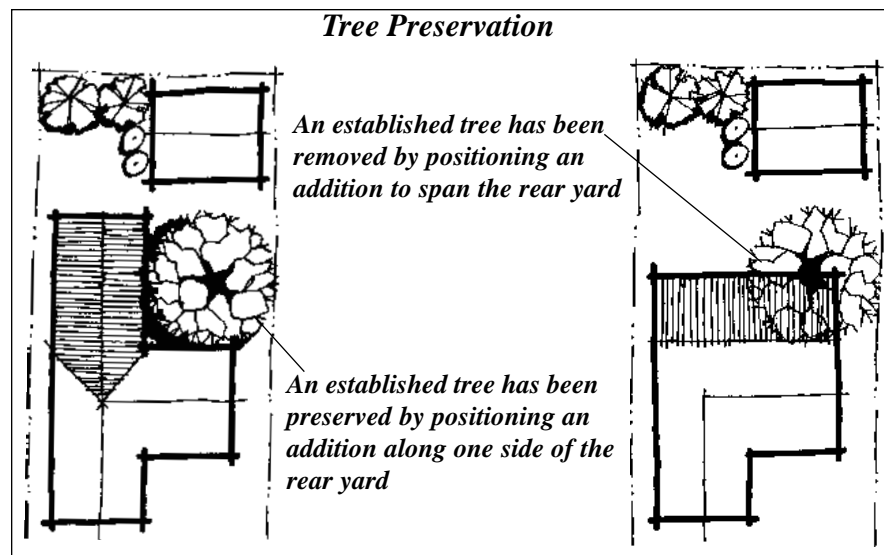 Tree Preservation
An established tree has been
removed by positioning an
addition to span the rear yard
An established tree has been
preserved by positioning an
addition along one side of the
rear yard